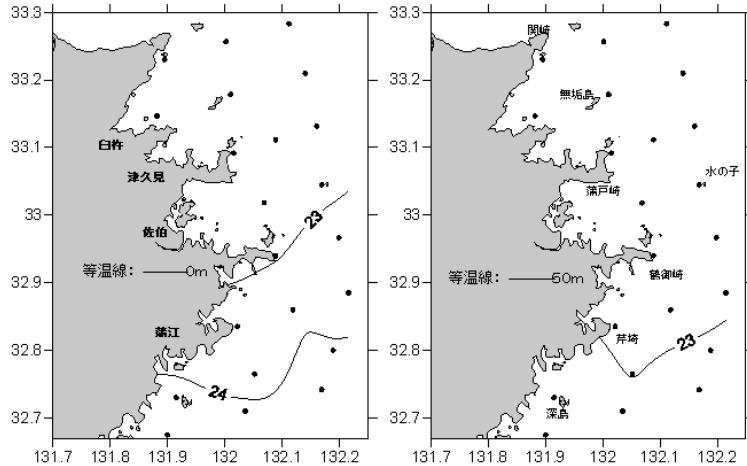 33.3
33.2
33.1
33
32.9
32.8
32.7
131.7 131.8 131.9 132 132.1 132.2
臼杵
津久見
佐伯
等温線： 0m
蒲江
23
24
33.3
33.2
33.1
33
32.9
32.8
32.7
131.7 131.8 131.9 132 132.1 132.2
関崎
無垢島
水の子
蒲戸崎
鶴御崎
等温線： 50m
芹埼
23
深島